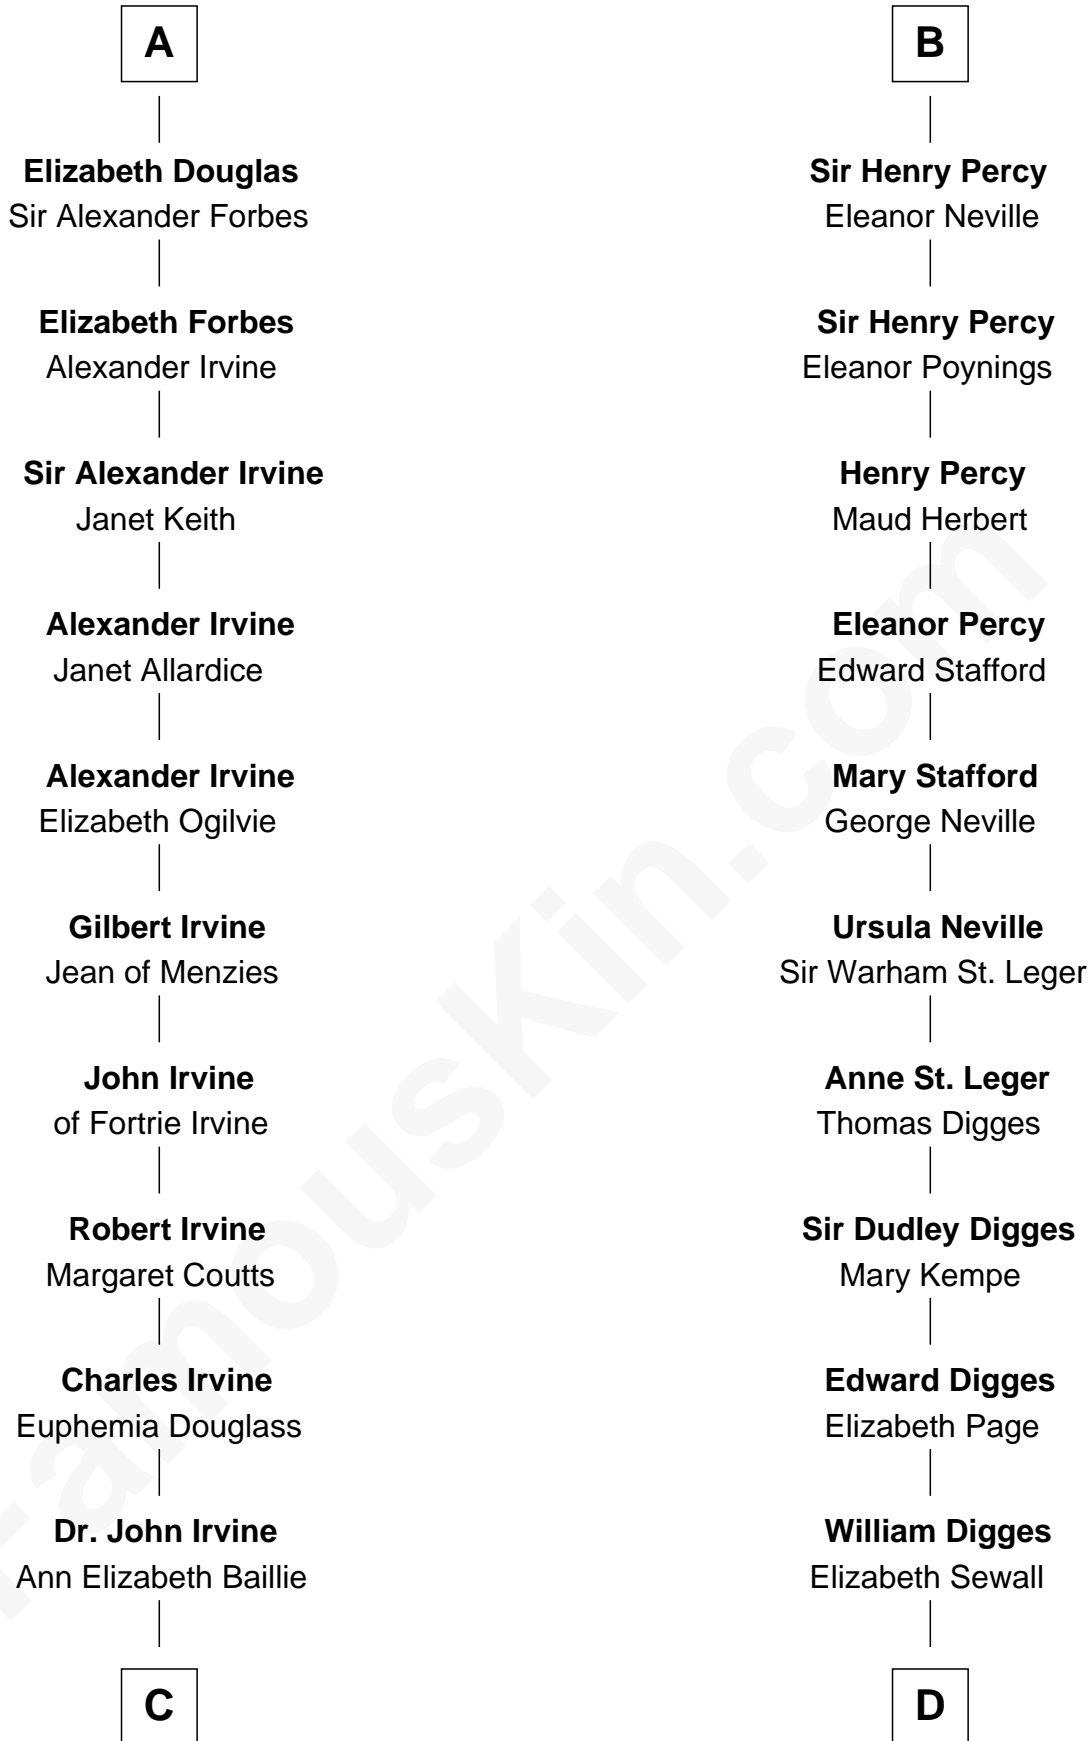 A
Elizabeth Douglas
Sir Alexander Forbes
Elizabeth Forbes
Alexander Irvine
Sir Alexander Irvine
Janet Keith
Alexander Irvine
Janet Allardice
Alexander Irvine
Elizabeth Ogilvie
Gilbert Irvine
Jean of Menzies
John Irvine
of Fortrie Irvine
Robert Irvine
Margaret Coutts
Charles Irvine
Euphemia Douglass
Dr. John Irvine
Ann Elizabeth Baillie
C
B
Sir Henry Percy
Eleanor Neville
Sir Henry Percy
Eleanor Poynings
Henry Percy
Maud Herbert
Eleanor Percy
Edward Stafford
Mary Stafford
George Neville
Ursula Neville
Sir Warham St. Leger
Anne St. Leger
Thomas Digges
Sir Dudley Digges
Mary Kempe
Edward Digges
Elizabeth Page
William Digges
Elizabeth Sewall
D
FamousKin.com